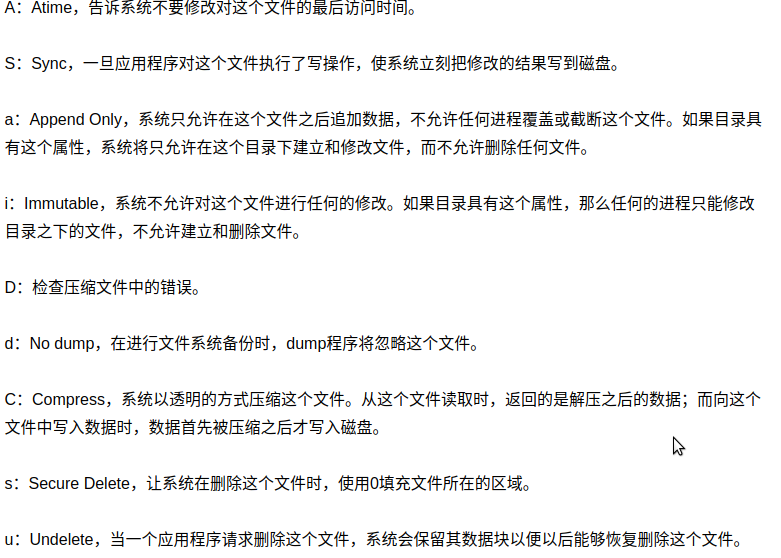 A：Atime，告诉系统不要修改对这个文件的最后访问时间。
S：Sync，一旦应用程序对这个文件执行了写操作，使系统立刻把修改的结果写到磁盘。
a：Append Only，系统只允许在这个文件之后追加数据，不允许任何进程覆盖或截断这个文件。如果目录具
有这个属性，系统将只允许在这个目录下建立和修改文件，而不允许删除任何文件。
i：Immutable，系统不允许对这个文件进行任何的修改。如果目录具有这个属性，那么任何的进程只能修改
目录之下的文件，不允许建立和删除文件。
D：检查压缩文件中的错误。
d：No dump，在进行文件系统备份时，dump程序将忽略这个文件。
C：Compress，系统以透明的方式压缩这个文件。从这个文件读取时，返回的是解压之后的数据；而向这个
文件中写入数据时，数据首先被压缩之后才写入磁盘。
s：Secure Delete，让系统在删除这个文件时，使用0填充文件所在的区域。
u：Undelete，当一个应用程序请求删除这个文件，系统会保留其数据块以便以后能够恢复删除这个文件。